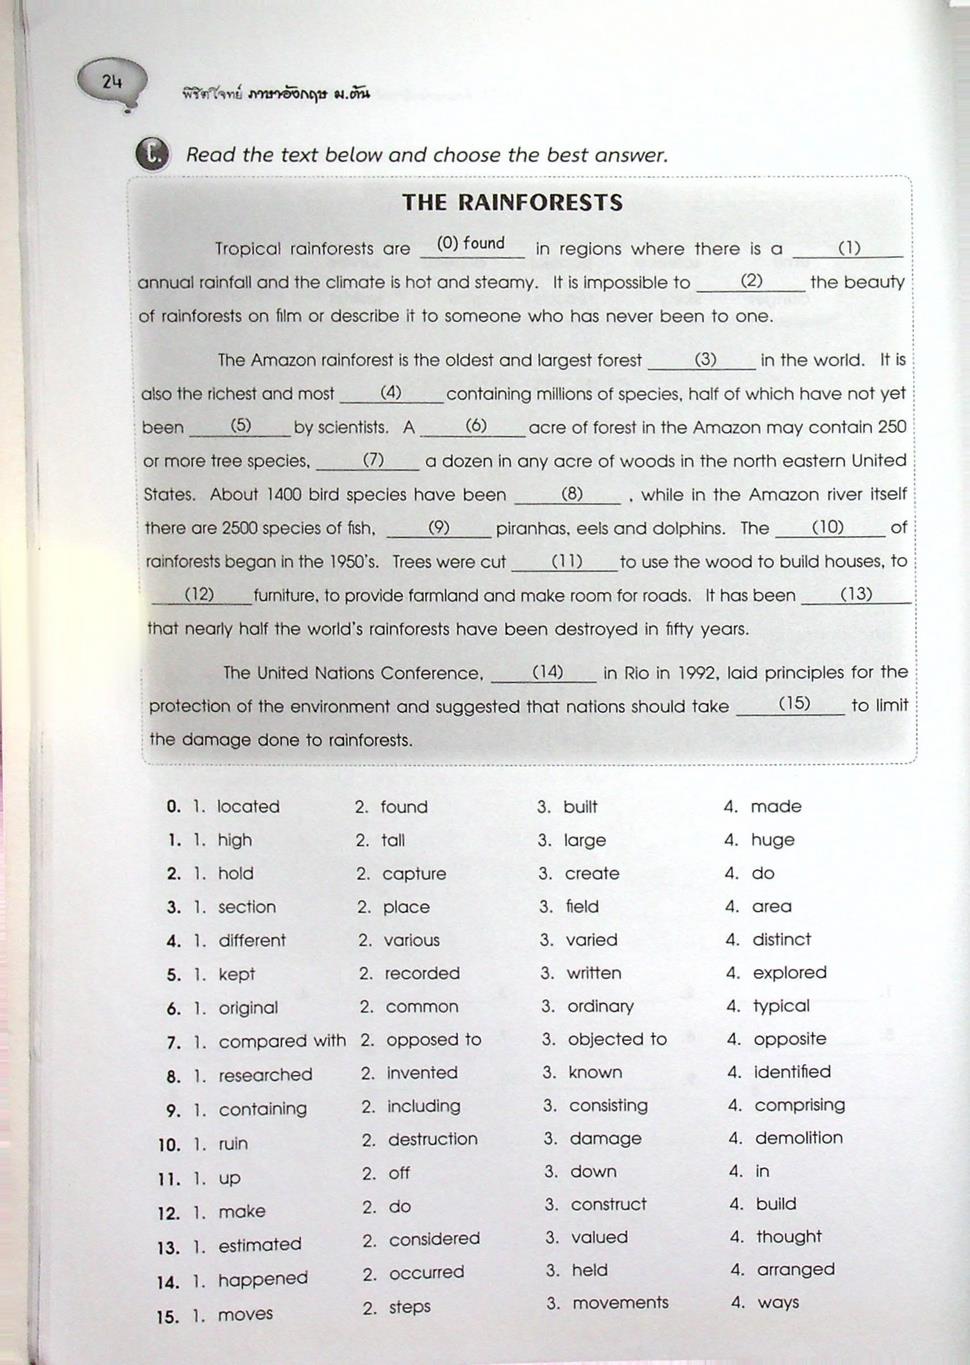 24
พิชิตโจทย์ ภาษาอังกฤษ ม.ต้น
C. Read the text below and choose the best answer.
THE RAINFORESTS
Tropical rainforests are (0) found in regions where there is a (1)
annual rainfall and the climate is hot and steamy. It is impossible to (2) the beauty
of rainforests on film or describe it to someone who has never been to one.
The Amazon rainforest is the oldest and largest forest (3) in the world. It is
also the richest and most (4) containing millions of species, half of which have not yet
been (5) by scientists. A (6) acre of forest in the Amazon may contain 250
or more tree species, (7) a dozen in any acre of woods in the north eastern United
States. About 1400 bird species have been (8) , while in the Amazon river itself
there are 2500 species of fish, (9) piranhas, eels and dolphins. The (10) of
rainforests began in the 1950's. Trees were cut (11) to use the wood to build houses, to
(12) furniture, to provide farmland and make room for roads. It has been (13)
that nearly half the world's rainforests have been destroyed in fifty years.
The United Nations Conference, (14) in Rio in 1992, laid principles for the
protection of the environment and suggested that nations should take (15) to limit
the damage done to rainforests.
0. 1. located 2. found 3. built 4. made
1. 1. high 2. tall 3. large 4. huge
2. 1. hold 2. capture 3. create 4. do
3. 1. section 2. place 3. field 4. area
4. 1. different 2. various 3. varied 4. distinct
5. 1. kept 2. recorded 3. written 4. explored
6. 1. original 2. common 3. ordinary 4. typical
7. 1. compared with 2. opposed to 3. objected to 4. opposite
8. 1. researched 2. invented 3. known 4. identified
9. 1. containing 2. including 3. consisting 4. comprising
10. 1. ruin 2. destruction 3. damage 4. demolition
11. 1. up 2. off 3. down 4. in
12. 1. make 2. do 3. construct 4. build
13. 1. estimated 2. considered 3. valued 4. thought
14. 1. happened 2. occurred 3. held 4. arranged
15. 1. moves 2. steps 3. movements 4. ways